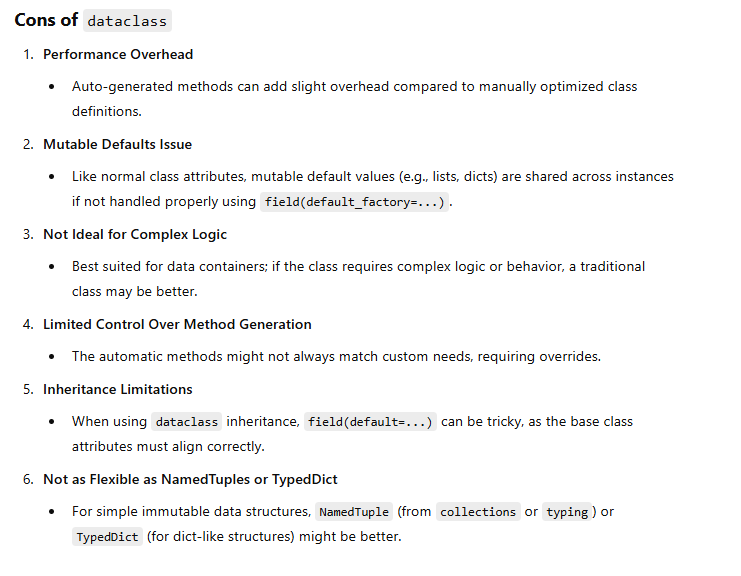 Cons of dataclass
1. Performance Overhead
• Auto-generated methods can add slight overhead compared to manually optimized class
definitions.
2. Mutable Defaults Issue
• Like normal class attributes, mutable default values (e.g., lists, dicts) are shared across instances
if not handled properly using field(default_factory=...).
3. Not Ideal for Complex Logic
• Best suited for data containers; if the class requires complex logic or behavior, a traditional
class may be better.
4. Limited Control Over Method Generation
• The automatic methods might not always match custom needs, requiring overrides.
5. Inheritance Limitations
• When using dataclass inheritance, field(default=...) can be tricky, as the base class
attributes must align correctly.
6. Not as Flexible as NamedTuples or TypedDict
• For simple immutable data structures, NamedTuple (from collections or typing) or
TypedDict (for dict-like structures) might be better.